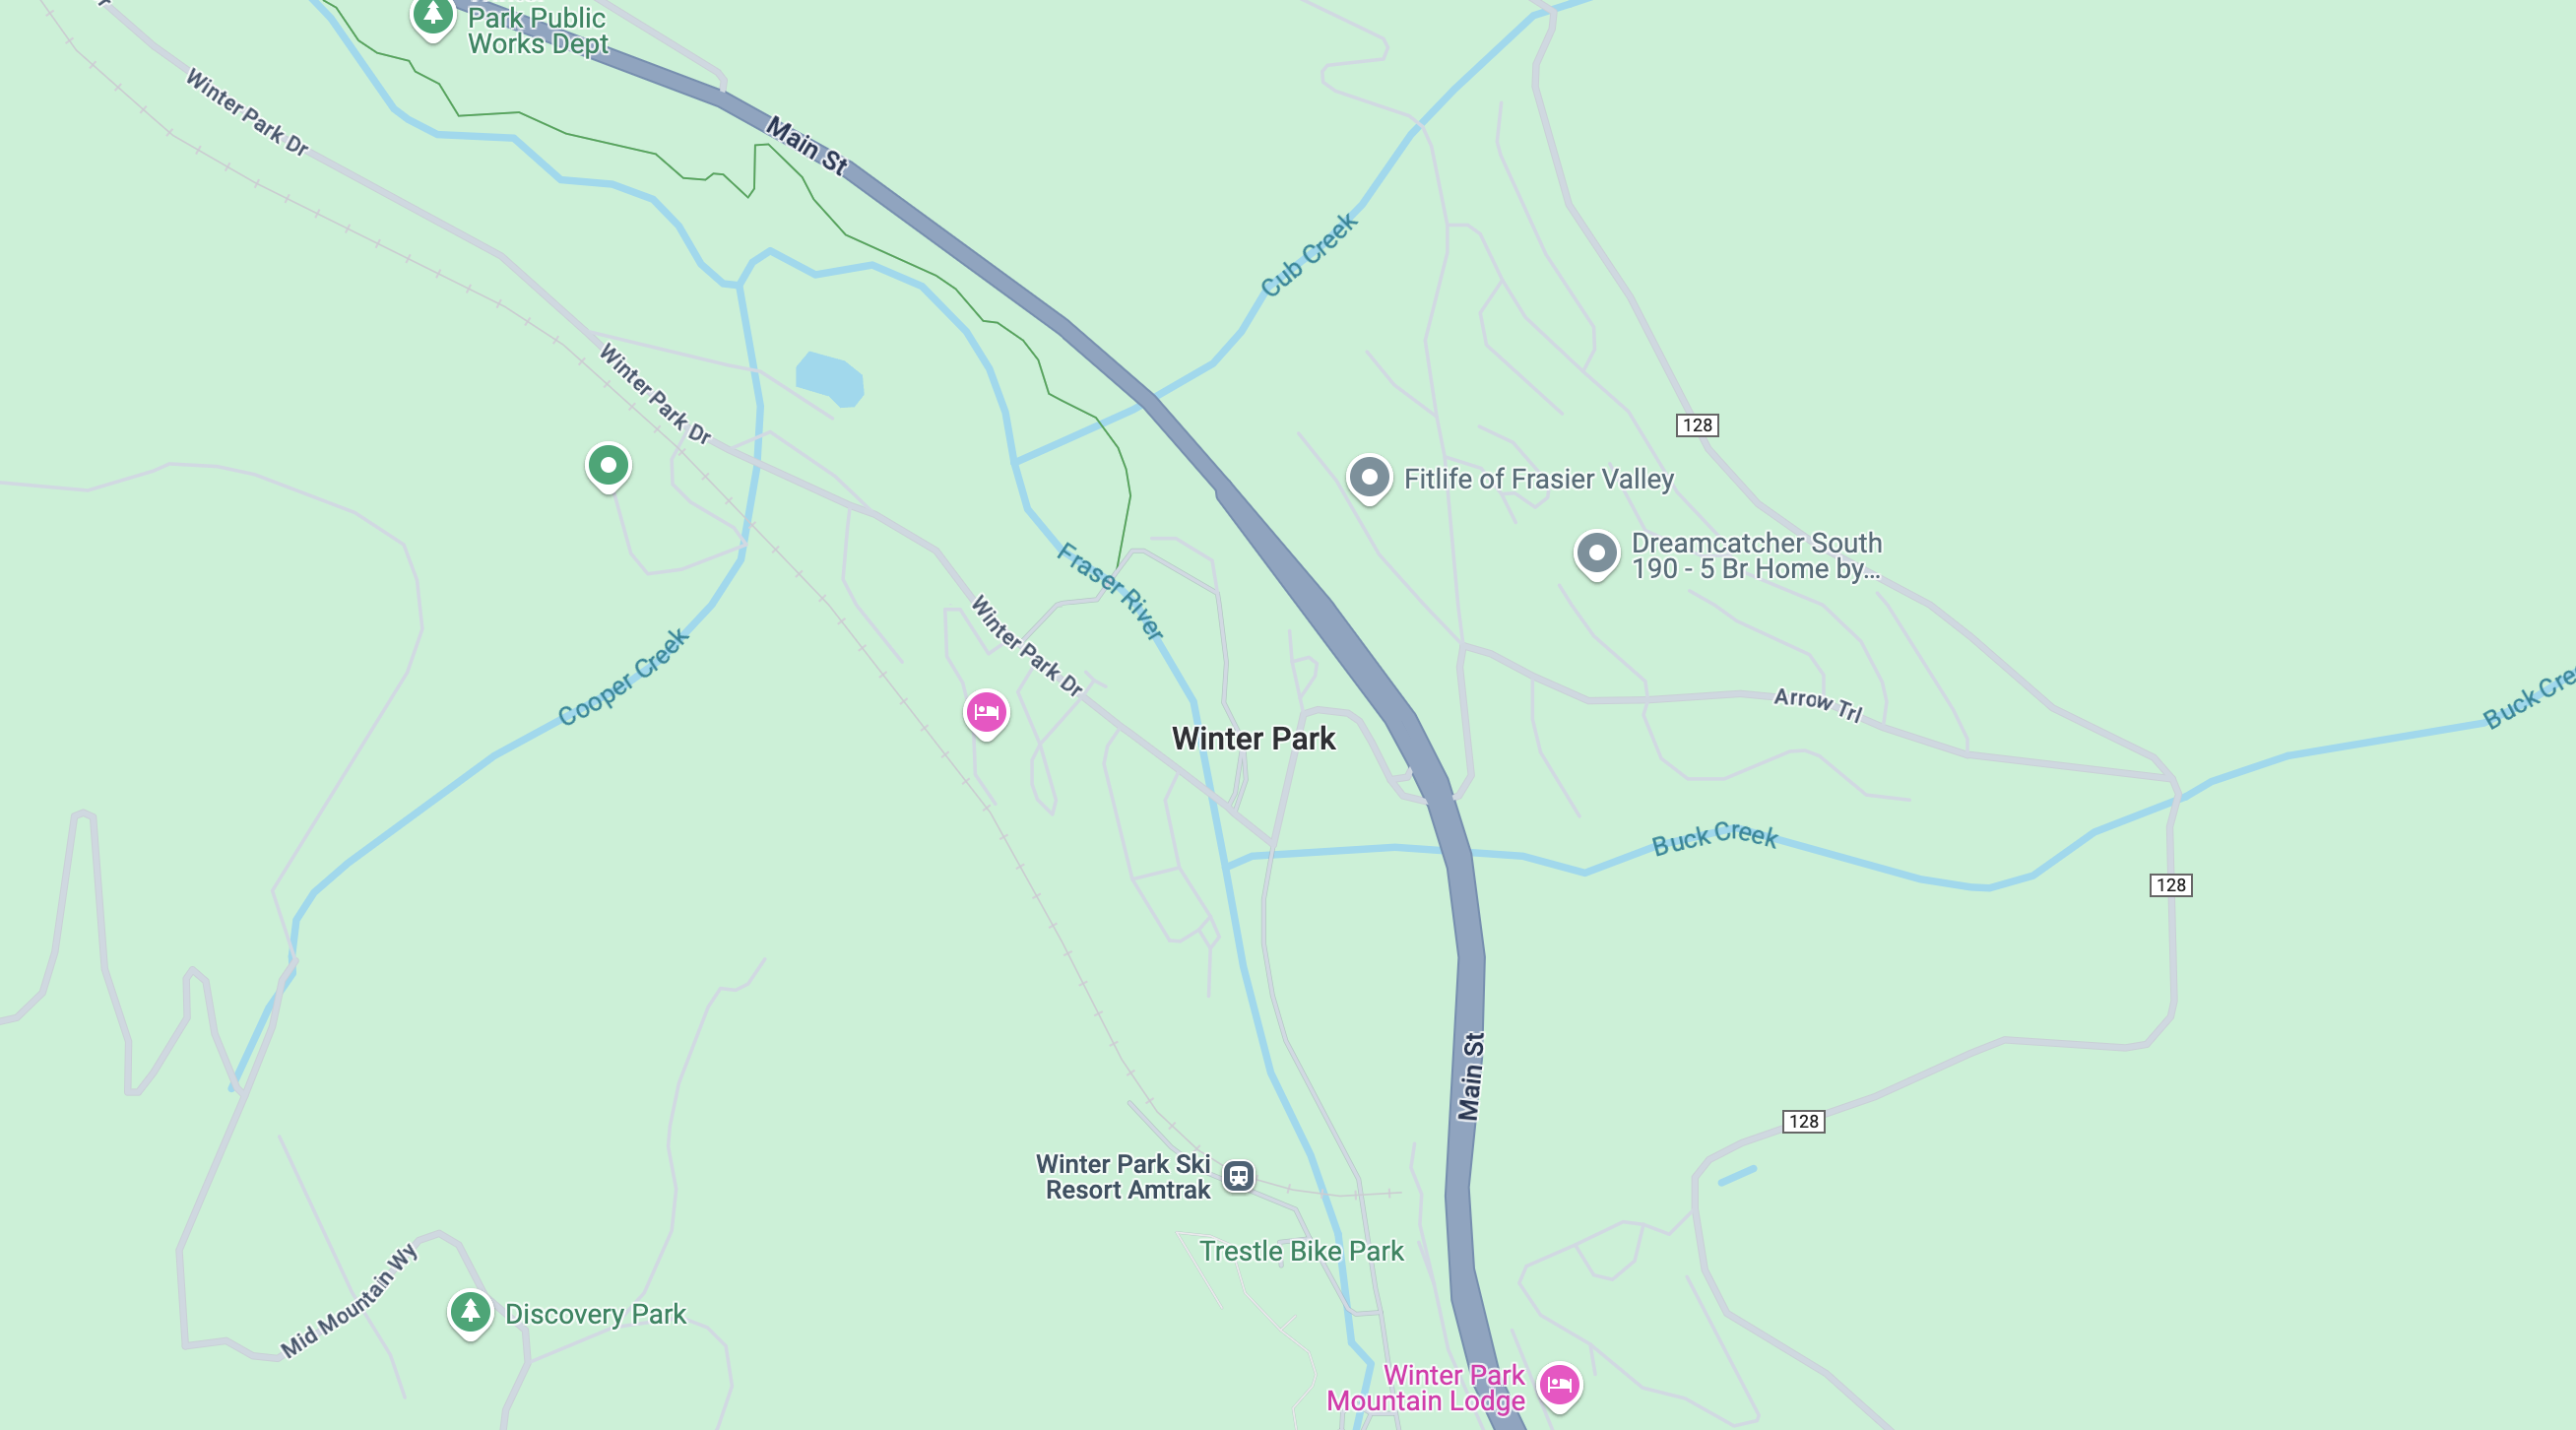 Park Public
Works Dept
Winter Park Dr
Main St
Cub Creek
Winter Park Dr
128
Fitlife of Frasier Valley
Dreamcatcher South
190 - 5 Br Home by...
Fraser River
Winter Park Dr
Cooper Creek
Arrow Trl
Buck Cre
Winter Park
Buck Creek
128
Main St
128
Winter Park Ski
Resort Amtrak
Trestle Bike Park
Mid Mountain Wy
Discovery Park
Winter Park
Mountain Lodge